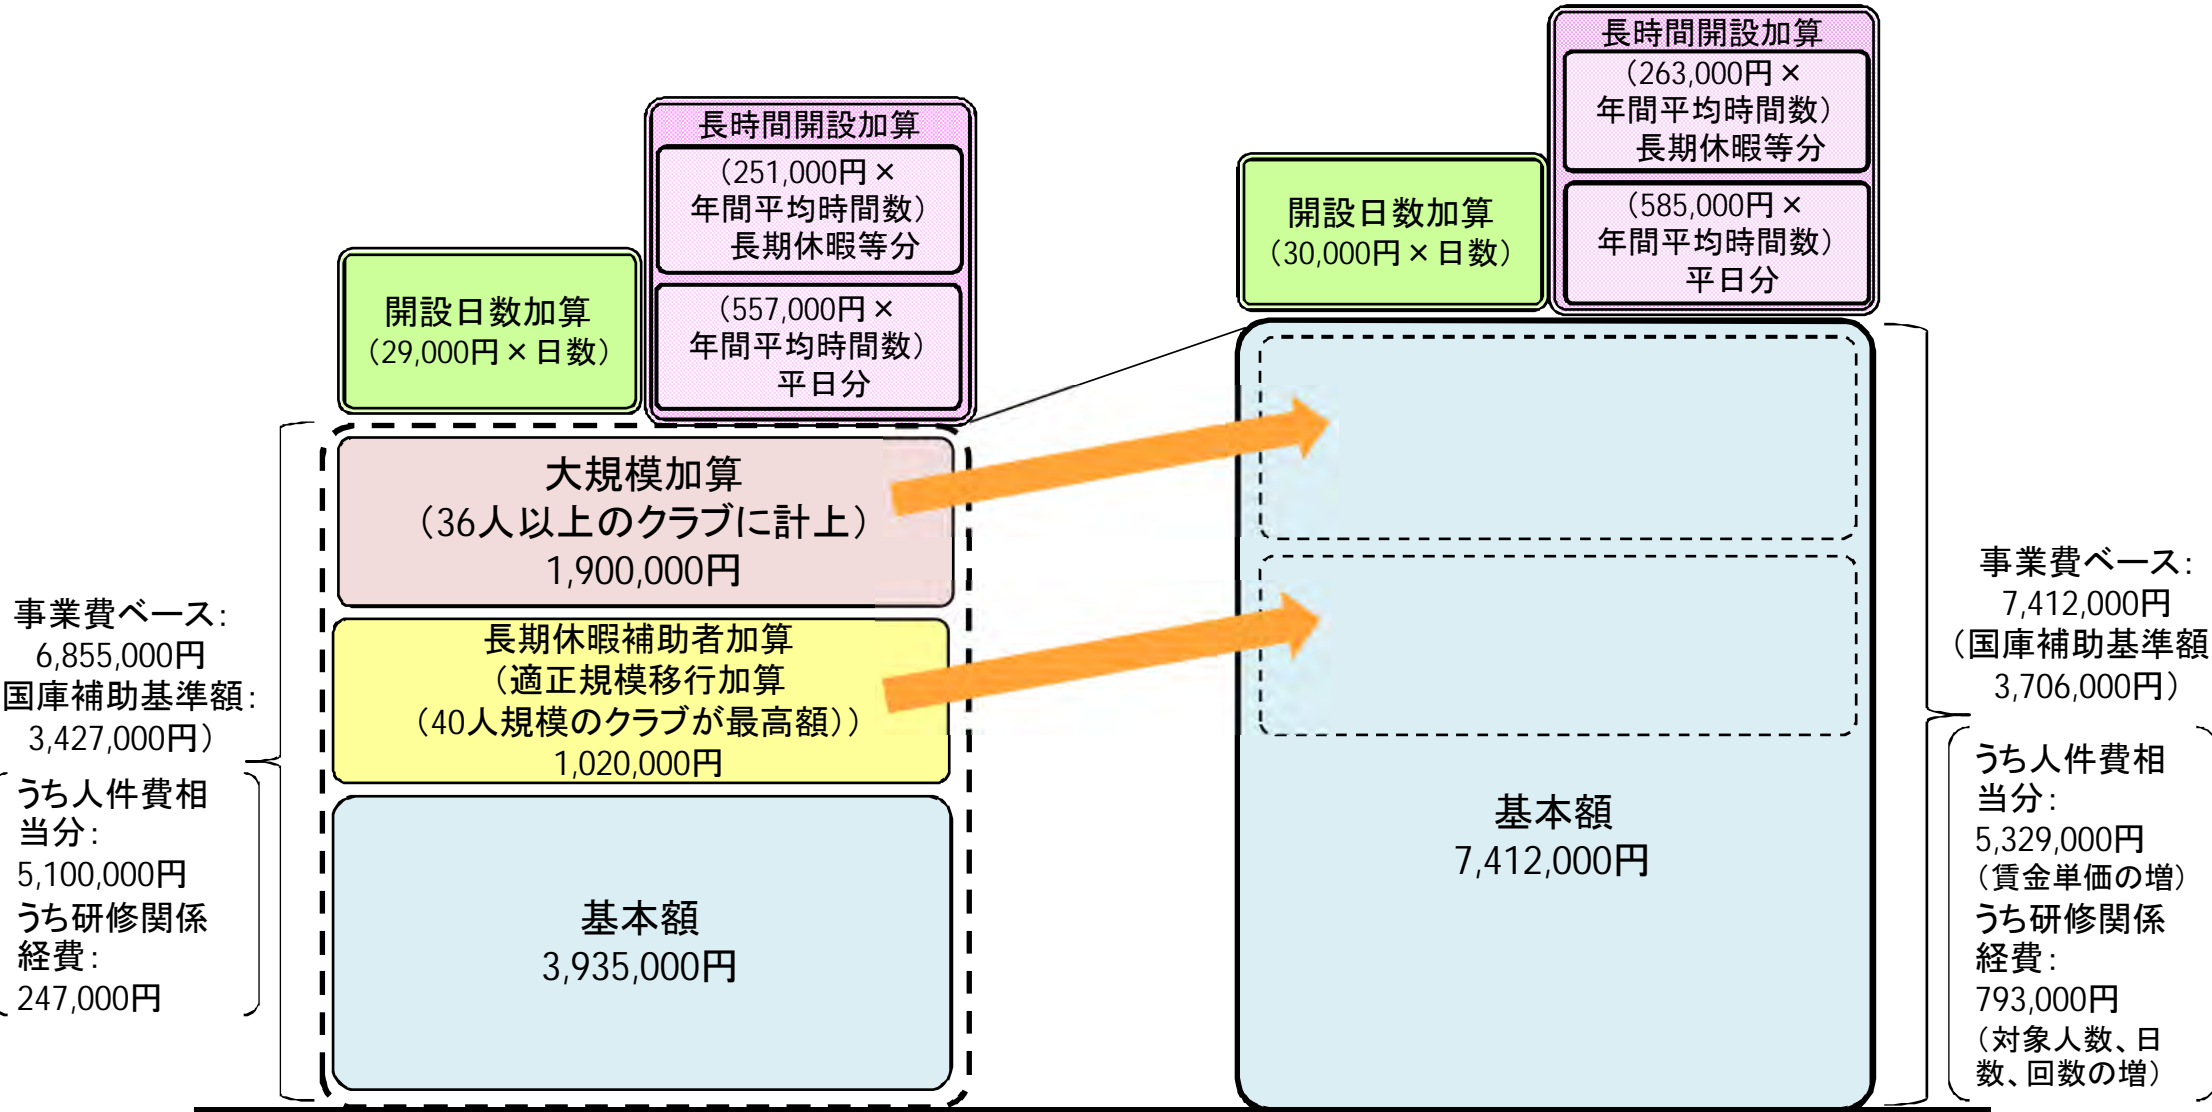 長時間開設加算
（251,000円×
年間平均時間数）
長期休暇等分
（557,000円×
年間平均時間数）
平日分
開設日数加算
（29,000円×日数）
大規模加算
（36人以上のクラブに計上）
1,900,000円
長期休暇補助者加算
（適正規模移行加算
（40人規模のクラブが最高額））
1,020,000円
基本額
3,935,000円
事業費ベース：
6,855,000円
国庫補助基準額：
3,427,000円）
うち人件費相
当分：
5,100,000円
うち研修関係
経費：
247,000円
長時間開設加算
（263,000円×
年間平均時間数）
長期休暇等分
（585,000円×
年間平均時間数）
平日分
開設日数加算
（30,000円×日数）
基本額
7,412,000円
事業費ベース：
7,412,000円
（国庫補助基準額
3,706,000円）
うち人件費相
当分：
5,329,000円
（賃金単価の増）
うち研修関係
経費：
793,000円
（対象人数、日
数、回数の増）